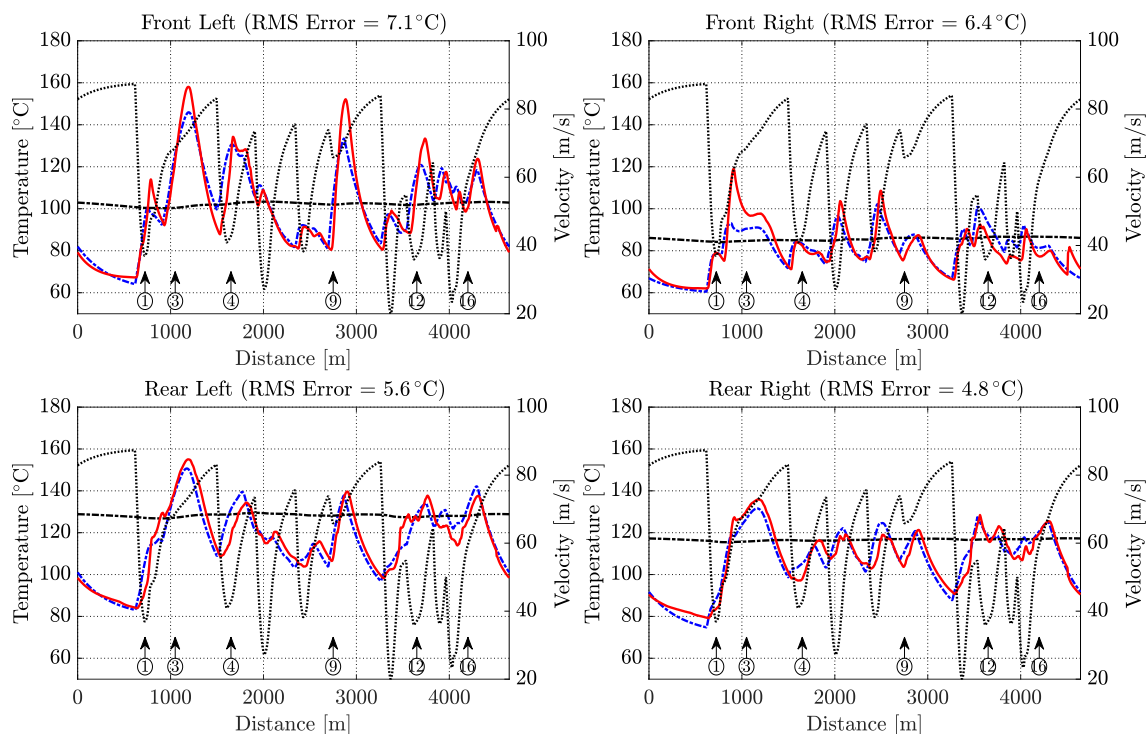 Front Left (RMS Error = 7.1°C)
180
160
140
120
100
80
60
Temperature [°C]
100
80
60
40
20
Velocity [m/s]
① ③ ④ ⑨ ⑫ ⑯
0 1000 2000 3000 4000
Distance [m]
Front Right (RMS Error = 6.4°C)
180
160
140
120
100
80
60
Temperature [°C]
100
80
60
40
20
Velocity [m/s]
① ③ ④ ⑨ ⑫ ⑯
0 1000 2000 3000 4000
Distance [m]
Rear Left (RMS Error = 5.6°C)
180
160
140
120
100
80
60
Temperature [°C]
100
80
60
40
20
Velocity [m/s]
① ③ ④ ⑨ ⑫ ⑯
0 1000 2000 3000 4000
Distance [m]
Rear Right (RMS Error = 4.8°C)
180
160
140
120
100
80
60
Temperature [°C]
100
80
60
40
20
Velocity [m/s]
① ③ ④ ⑨ ⑫ ⑯
0 1000 2000 3000 4000
Distance [m]